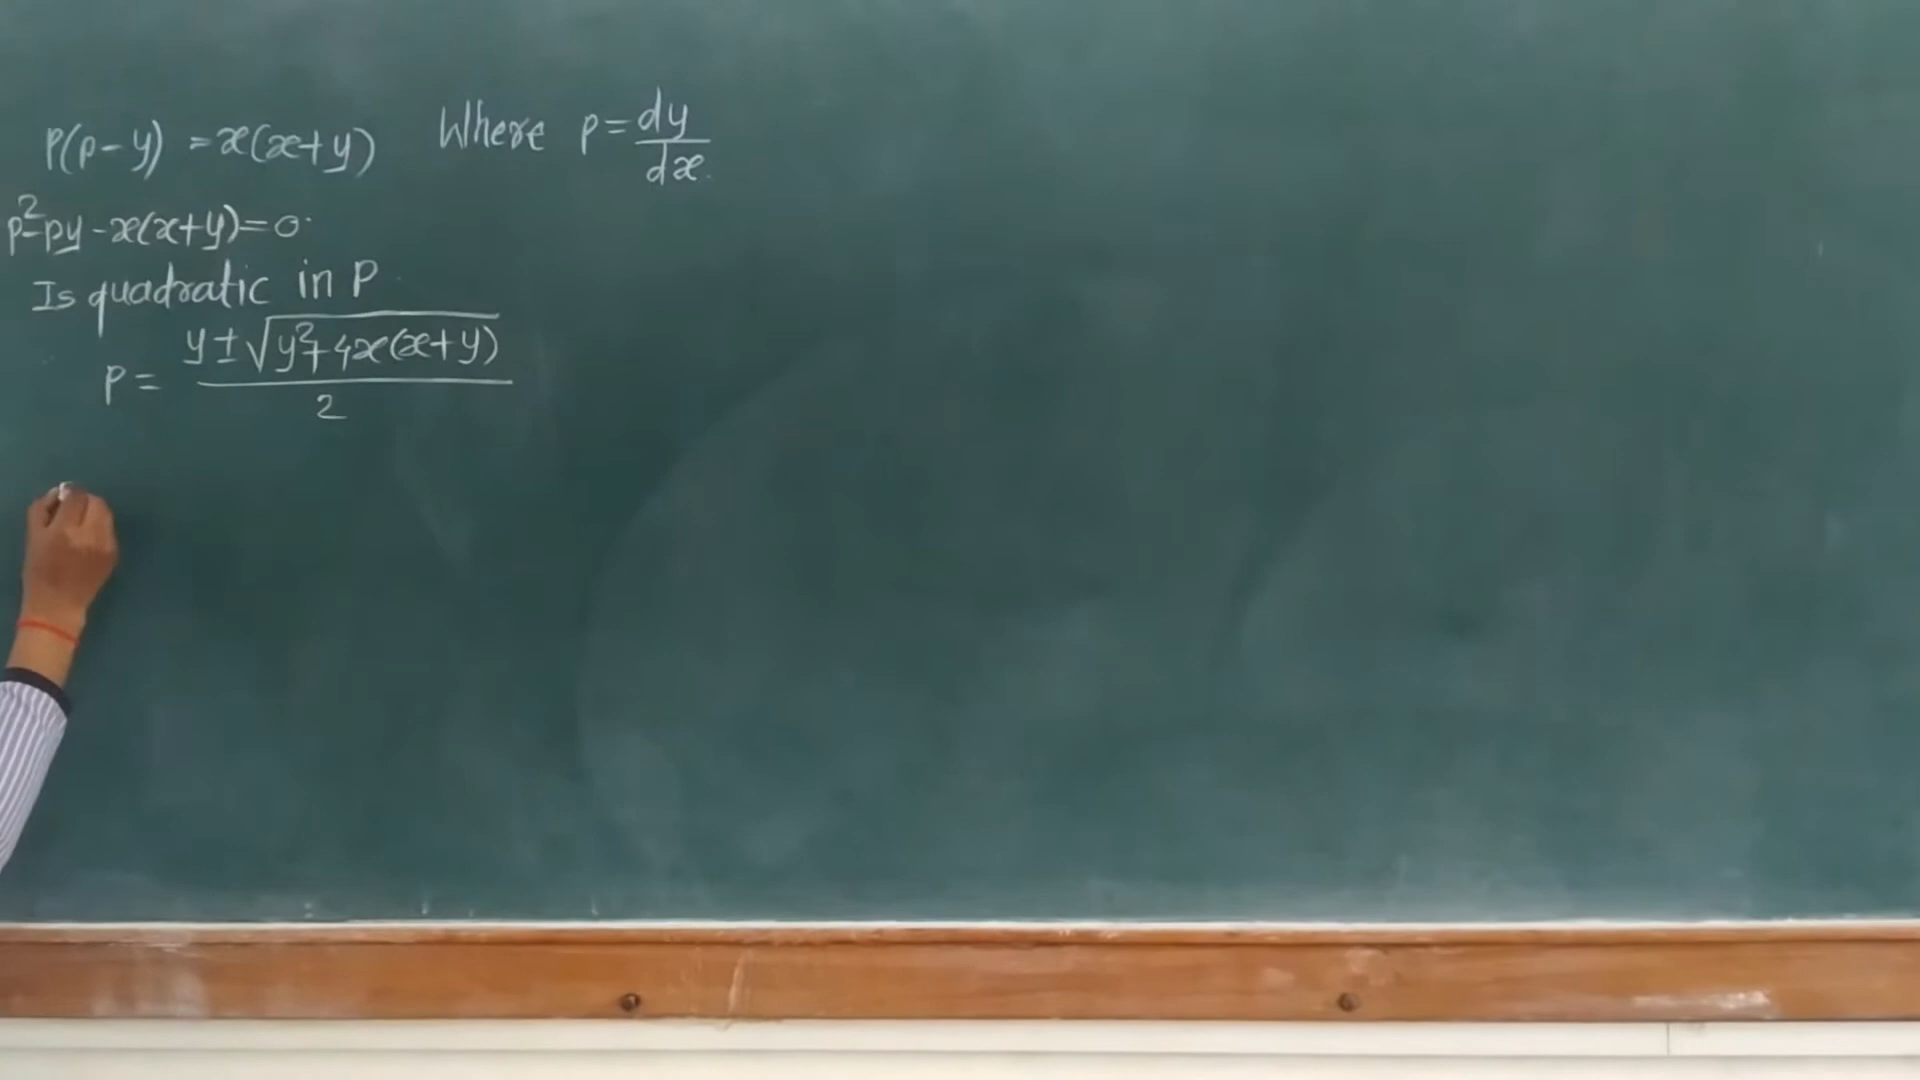 P(p-y) = x(x+y) Where p = dy/dx
p²-py-x(x+y)=0
Is quadratic in P
P = (y±√(y²+4x(x+y)))/2